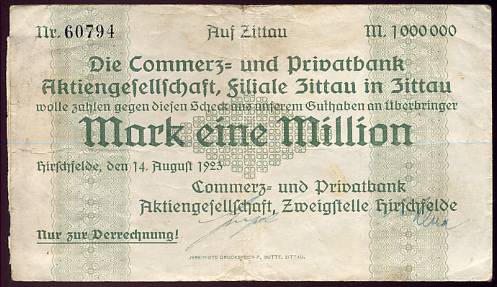 Nr. 60794 Auf Zittau M. 1000000
Die Commerz- und Privatbank
Aktiengesellschaft, Filiale Zittau in Zittau
wolle zahlen gegen diesen Scheck aus unserem Guthaben an Überbringer
Mark eine Million
Hirschfelde, den 14. August 1923
Commerz- und Privatbank
Aktiengesellschaft, Zweigstelle Hirschfelde
Nur zur Verrechnung!
ZITTAU.